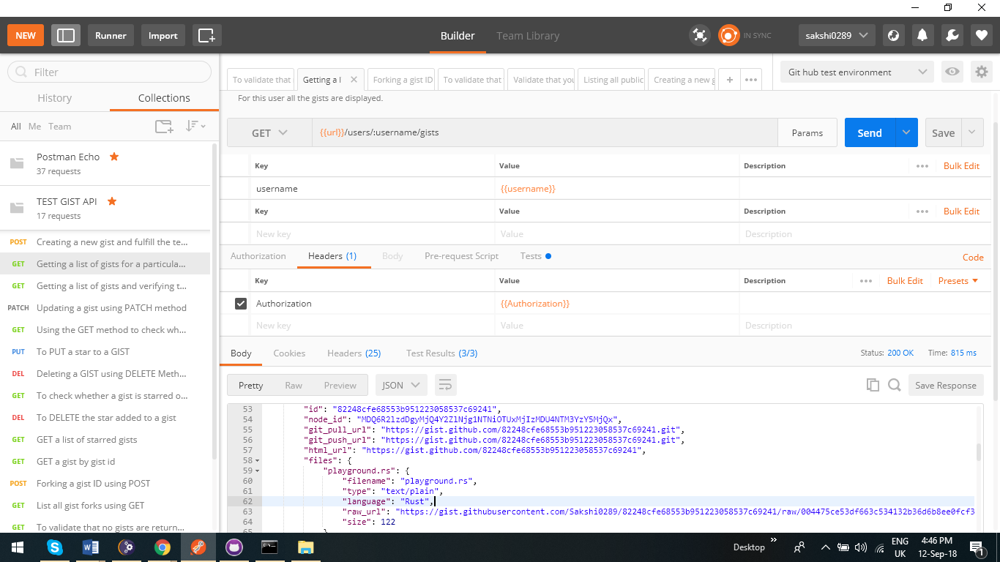 NEW Runner Import Builder Team Library IN SYNC sakshi0289
Filter
History Collections
All Me Team
Postman Echo
37 requests
TEST GIST API
17 requests
POST Creating a new gist and fulfill the te...
GET Getting a list of gists for a particula...
GET Getting a list of gists and verifying t...
PATCH Updating a gist using PATCH method
GET Using the GET method to check wh...
PUT To PUT a star to a GIST
DEL Deleting a GIST using DELETE Meth...
GET To check whether a gist is starred o...
DEL To DELETE the star added to a gist
GET GET a list of starred gists
GET GET a gist by gist id
POST Forking a gist ID using POST
GET List all gist forks using GET
GET To validate that no gists are return...
To validate that Getting a l Forking a gist ID To validate that Validate that you Listing all public Creating a new g + ••• Git hub test environment
For this user all the gists are displayed.
GET {{url}}/users/:username/gists Params Send Save
Key Value Description ••• Bulk Edit
username {{username}}
Key Value Description ••• Bulk Edit
New key Value Description
Authorization Headers (1) Body Pre-request Script Tests Code
Key Value Description ••• Bulk Edit Presets
Authorization {{Authorization}}
New key Value Description
Body Cookies Headers (25) Test Results (3/3) Status: 200 OK Time: 815 ms
Pretty Raw Preview JSON Save Response
53 "id": "82248cfe68553b951223058537c69241",
54 "node_id": "MDQ6R2lzdDgyMjQ4Y2ZlNjg1NTNiOTUxMjIzMDU4NTM3YzY5MjQx",
55 "git_pull_url": "https://gist.github.com/82248cfe68553b951223058537c69241.git",
56 "git_push_url": "https://gist.github.com/82248cfe68553b951223058537c69241.git",
57 "html_url": "https://gist.github.com/82248cfe68553b951223058537c69241",
58 "files": {
59 "playground.rs": {
60 "filename": "playground.rs",
61 "type": "text/plain",
62 "language": "Rust",
63 "raw_url": "https://gist.githubusercontent.com/Sakshi0289/82248cfe68553b951223058537c69241/raw/004475ce53df663c534132b36d6b8ee0fcf3
64 "size": 122
65 }
Desktop ENG 4:46 PM
UK 12-Sep-18 1